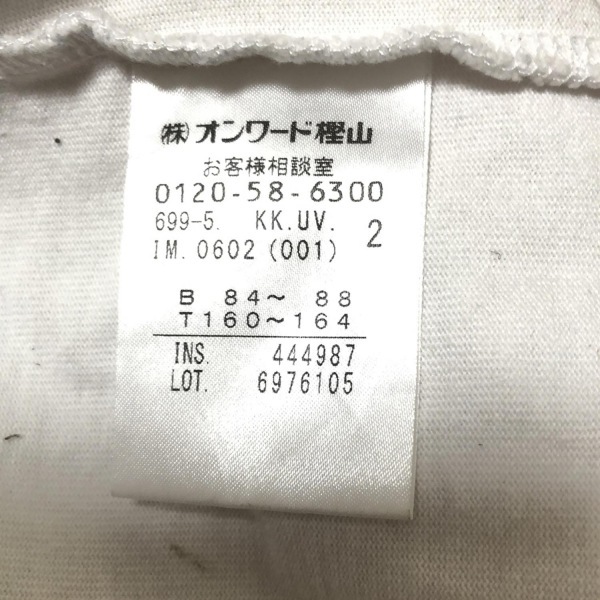 ㈱オンワード樫山
お客様相談室
0120-58-6300
699-5. KK.UV.
IM.0602(001) 2
B 84～ 88
T160～164
INS. 444987
LOT. 6976105